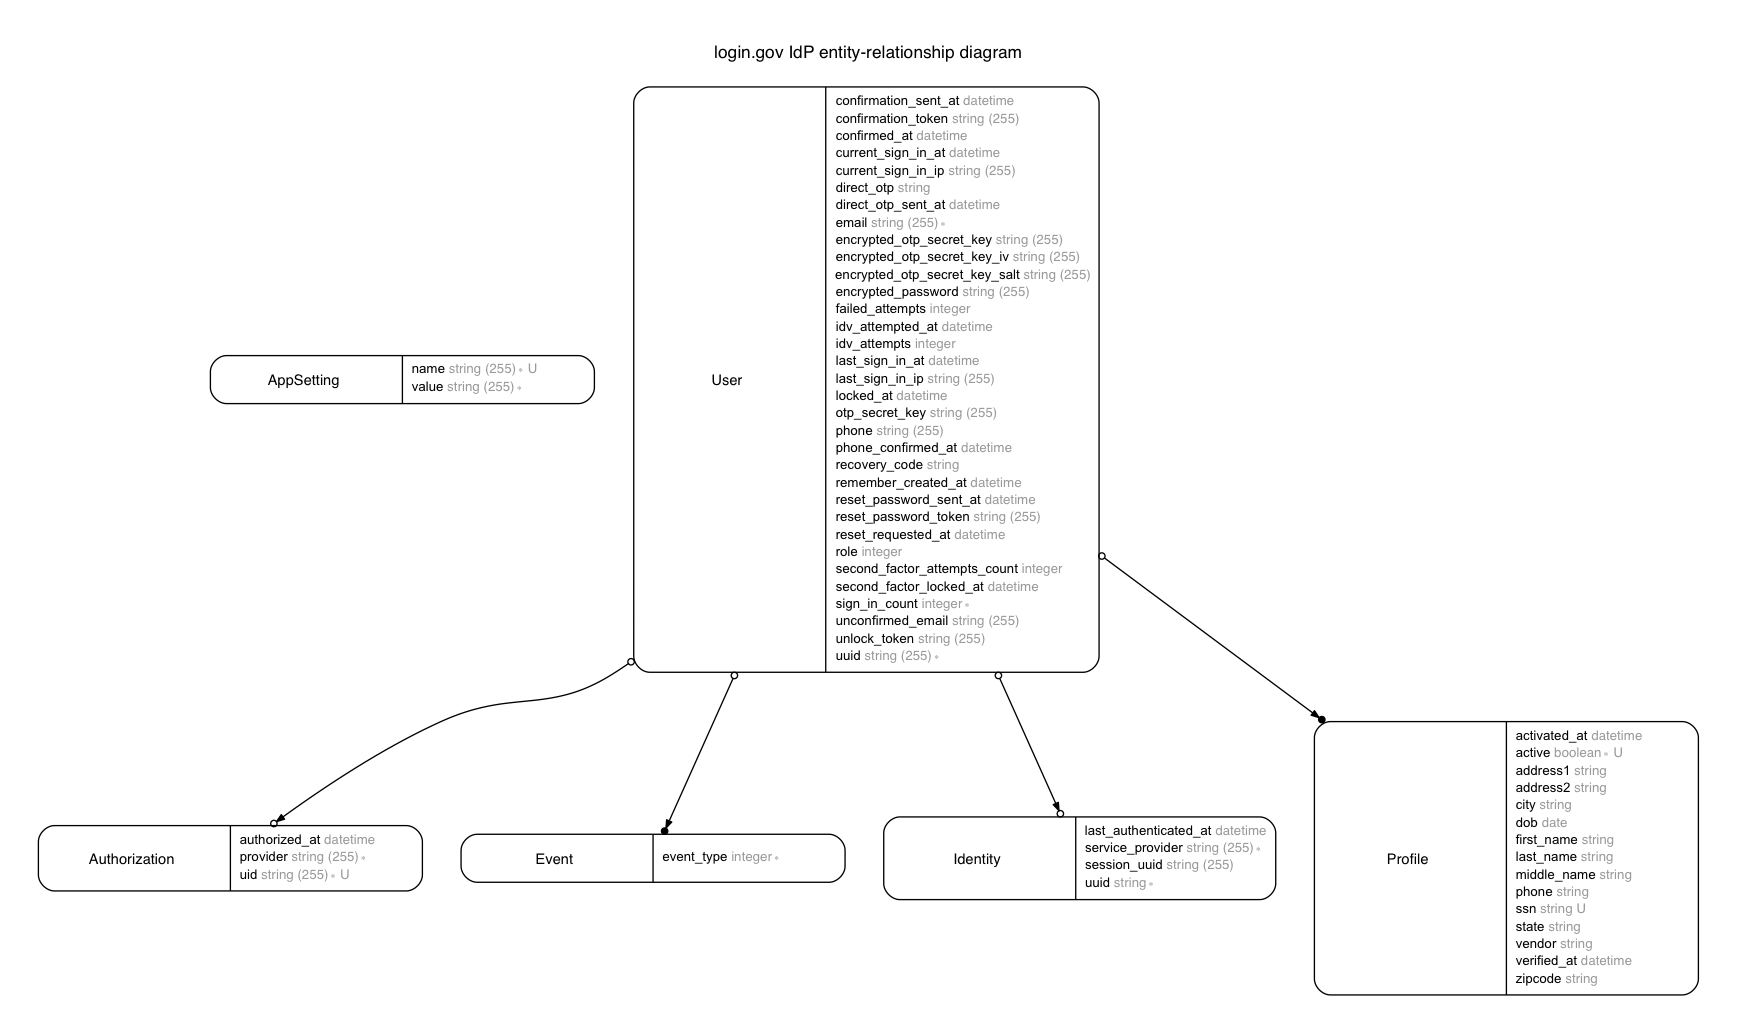 login.gov IdP entity-relationship diagram
User
confirmation_sent_at datetime
confirmation_token string (255)
confirmed_at datetime
current_sign_in_at datetime
current_sign_in_ip string (255)
direct_otp string
direct_otp_sent_at datetime
email string (255) ∗
encrypted_otp_secret_key string (255)
encrypted_otp_secret_key_iv string (255)
encrypted_otp_secret_key_salt string (255)
encrypted_password string (255)
failed_attempts integer
idv_attempted_at datetime
idv_attempts integer
last_sign_in_at datetime
last_sign_in_ip string (255)
locked_at datetime
otp_secret_key string (255)
phone string (255)
phone_confirmed_at datetime
recovery_code string
remember_created_at datetime
reset_password_sent_at datetime
reset_password_token string (255)
reset_requested_at datetime
role integer
second_factor_attempts_count integer
second_factor_locked_at datetime
sign_in_count integer ∗
unconfirmed_email string (255)
unlock_token string (255)
uuid string (255) ∗
AppSetting
name string (255) ∗ U
value string (255) ∗
Authorization
authorized_at datetime
provider string (255) ∗
uid string (255) ∗ U
Event
event_type integer ∗
Identity
last_authenticated_at datetime
service_provider string (255) ∗
session_uuid string (255)
uuid string ∗
Profile
activated_at datetime
active boolean ∗ U
address1 string
address2 string
city string
dob date
first_name string
last_name string
middle_name string
phone string
ssn string U
state string
vendor string
verified_at datetime
zipcode string